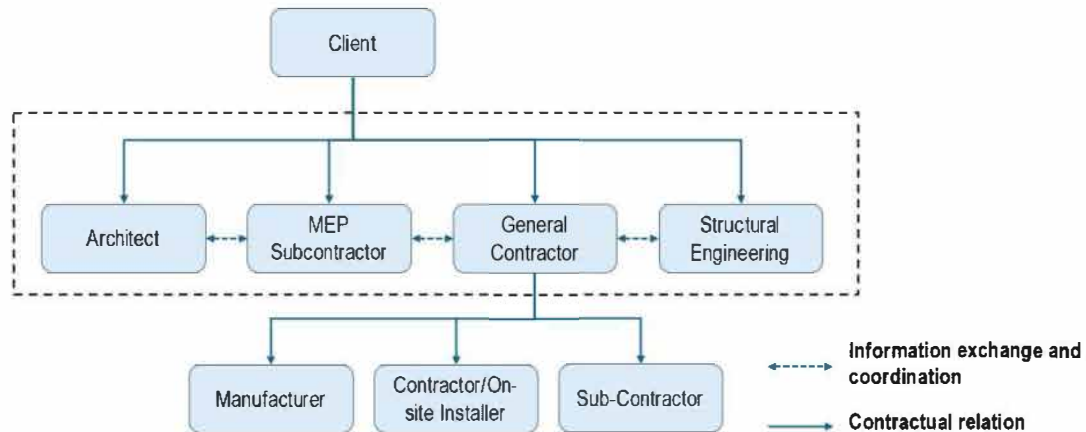 Client
Architect
MEP
Subcontractor
General
Contractor
Structural
Engineering
Manufacturer
Contractor/On-
site Installer
Sub-Contractor
Information exchange and
coordination
Contractual relation